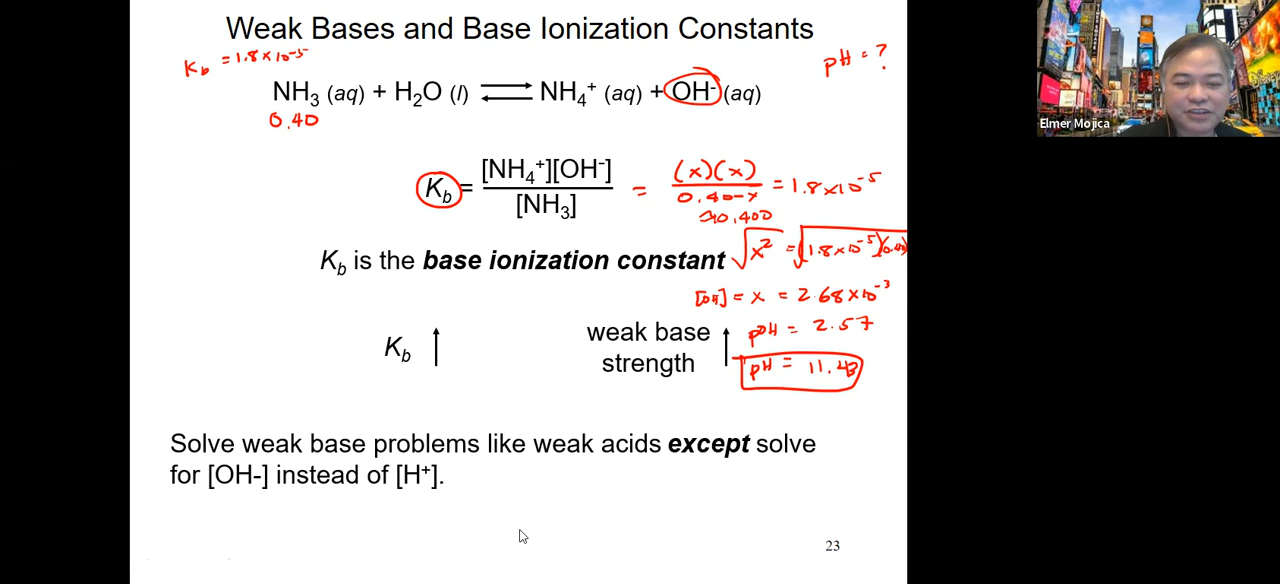 Weak Bases and Base Ionization Constants
Kb = 1.8 x 10-5
pH = ?
NH3 (aq) + H2O (l) ⇌ NH4+ (aq) + OH- (aq)
0.40
Kb = [NH4+][OH-] / [NH3] = (x)(x) / 0.40-x = 1.8 x 10-5
≈0.400
√x2 = √(1.8 x 10-5)(0.40)
Kb is the base ionization constant
[OH] = x = 2.68 x 10-3
Kb ↑ weak base strength ↑
pOH = 2.57
pH = 11.43
Solve weak base problems like weak acids except solve
for [OH-] instead of [H+].
23
Elmer Mojica